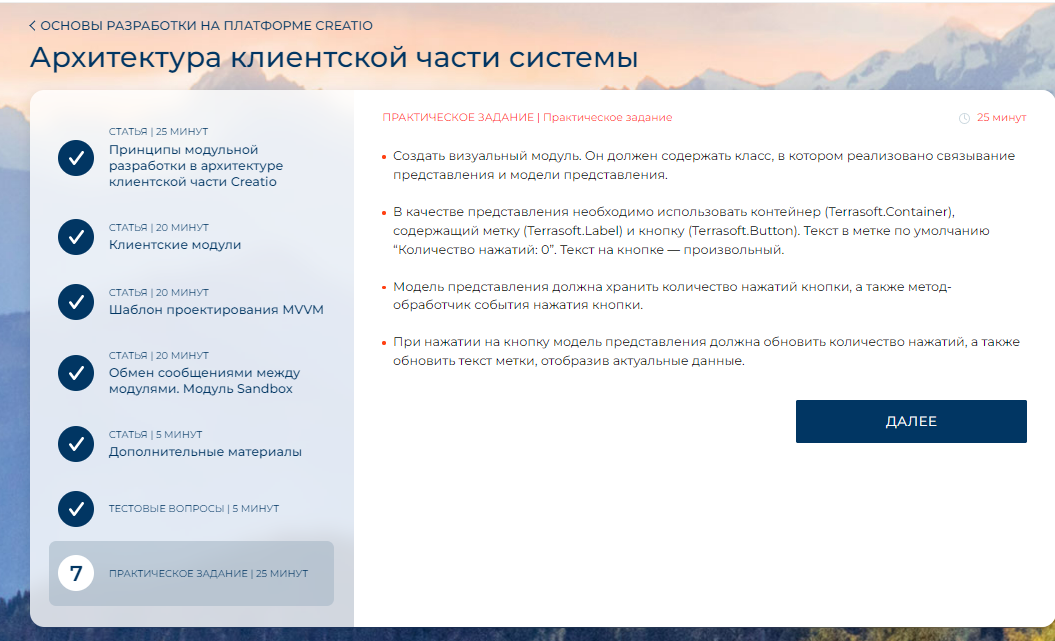 ОСНОВЫ РАЗРАБОТКИ НА ПЛАТФОРМЕ CREATIO
Архитектура клиентской части системы
СТАТЬЯ | 25 МИНУТ
Принципы модульной
разработки в архитектуре
клиентской части Creatio
СТАТЬЯ | 20 МИНУТ
Клиентские модули
СТАТЬЯ | 20 МИНУТ
Шаблон проектирования MVVM
СТАТЬЯ | 20 МИНУТ
Обмен сообщениями между
модулями. Модуль Sandbox
СТАТЬЯ | 5 МИНУТ
Дополнительные материалы
ТЕСТОВЫЕ ВОПРОСЫ | 5 МИНУТ
7
ПРАКТИЧЕСКОЕ ЗАДАНИЕ | 25 МИНУТ
ПРАКТИЧЕСКОЕ ЗАДАНИЕ | Практическое задание
25 минут
Создать визуальный модуль. Он должен содержать класс, в котором реализовано связывание
представления и модели представления.
В качестве представления необходимо использовать контейнер (Terrasoft.Container),
содержащий метку (Terrasoft.Label) и кнопку (Terrasoft.Button). Текст в метке по умолчанию
“Количество нажатий: 0”. Текст на кнопке — произвольный.
Модель представления должна хранить количество нажатий кнопки, а также метод-
обработчик события нажатия кнопки.
При нажатии на кнопку модель представления должна обновить количество нажатий, а также
обновить текст метки, отобразив актуальные данные.
ДАЛЕЕ